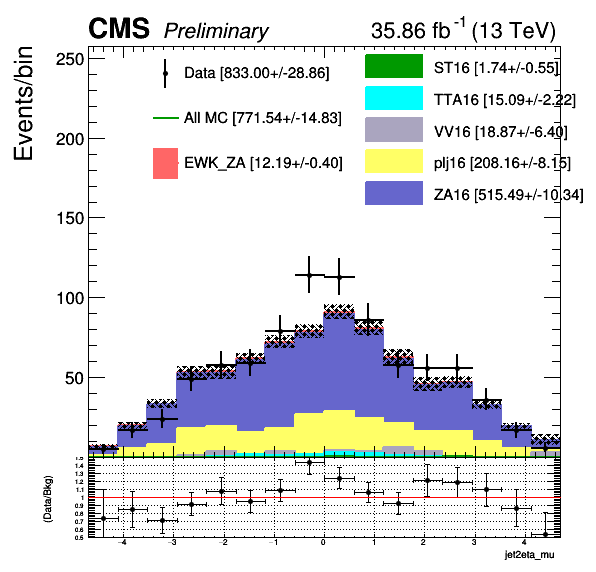 CMS Preliminary 35.86 fb⁻¹ (13 TeV)
Events/bin
250
200
150
100
50
Data [833.00+/-28.86]
All MC [771.54+/-14.83]
EWK_ZA [12.19+/-0.40]
ST16 [1.74+/-0.55]
TTA16 [15.09+/-2.22]
VV16 [18.87+/-6.40]
plj16 [208.16+/-8.15]
ZA16 [515.49+/-10.34]
(Data/Bkg)
1.5
1.4
1.3
1.2
1.1
1
0.9
0.8
0.7
0.6
0.5
−4 −3 −2 −1 0 1 2 3 4
jet2eta_mu